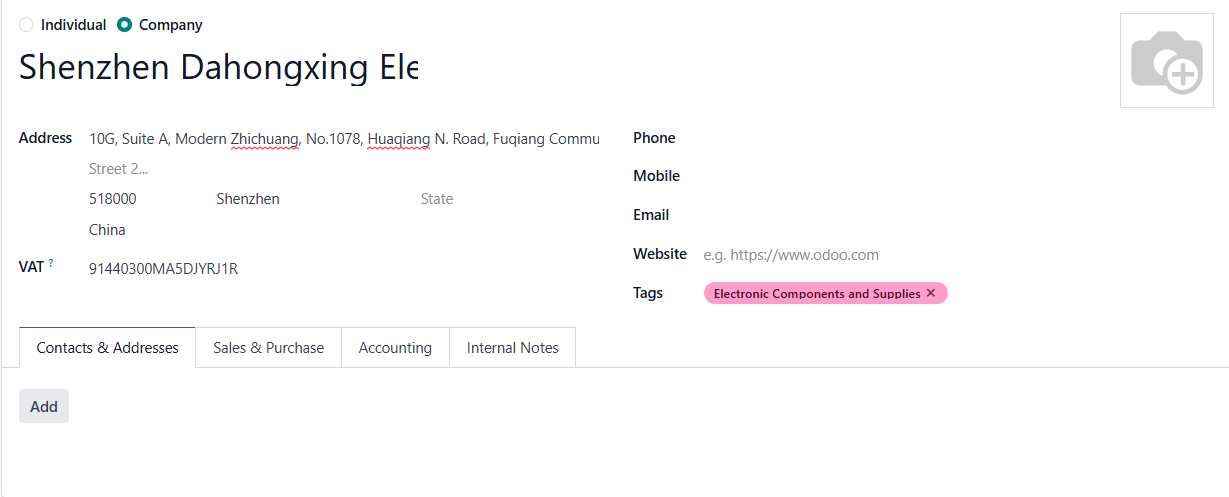 Individual Company
Shenzhen Dahongxing Ele
Address 10G, Suite A, Modern Zhichuang, No.1078, Huaqiang N. Road, Fuqiang Commu
Street 2...
518000 Shenzhen State
China
VAT ? 91440300MA5DJYRJ1R
Phone
Mobile
Email
Website e.g. https://www.odoo.com
Tags Electronic Components and Supplies ×
Contacts & Addresses Sales & Purchase Accounting Internal Notes
Add